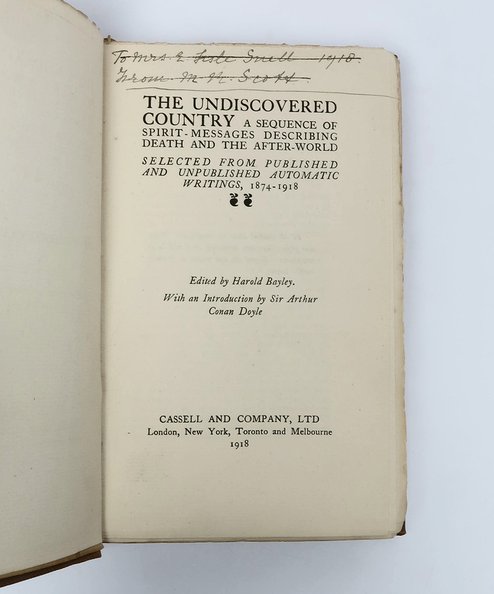 To Mrs E Snell 1918
From M Scott
THE UNDISCOVERED
COUNTRY A SEQUENCE OF
SPIRIT-MESSAGES DESCRIBING
DEATH AND THE AFTER-WORLD
SELECTED FROM PUBLISHED
AND UNPUBLISHED AUTOMATIC
WRITINGS, 1874-1918
Edited by Harold Bayley.
With an Introduction by Sir Arthur
Conan Doyle
CASSELL AND COMPANY, LTD
London, New York, Toronto and Melbourne
1918